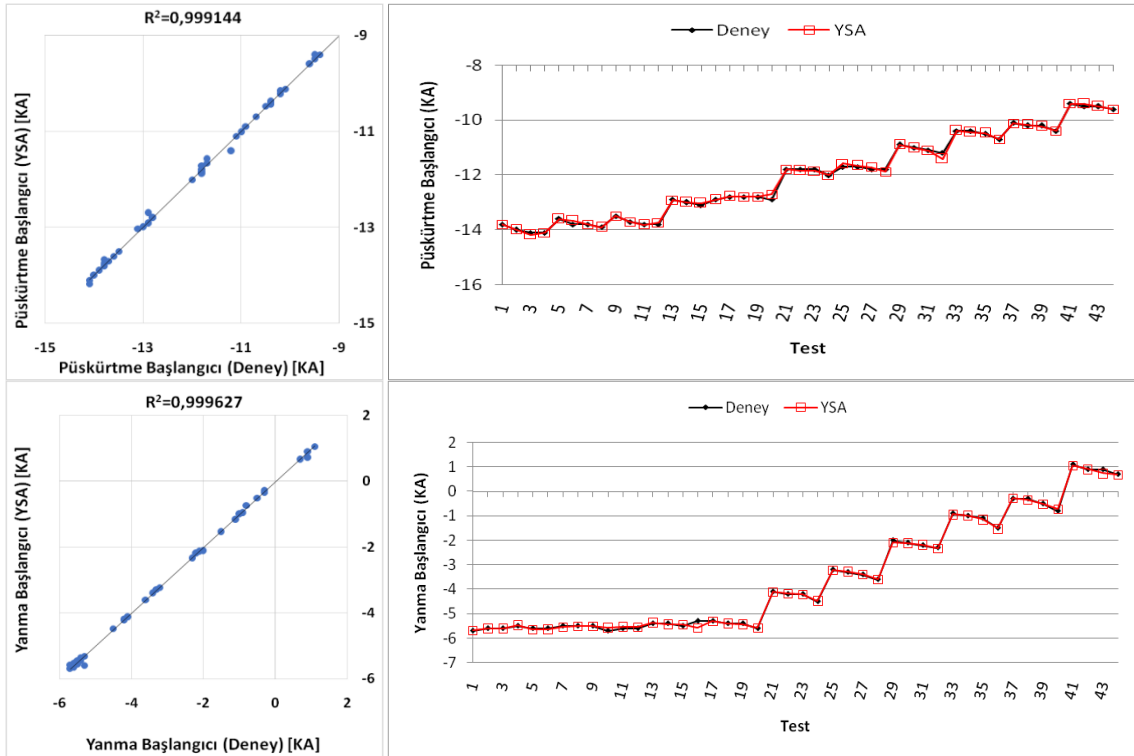 R²=0,999144
-9
-11
-13
-15
Püskürtme Başlangıcı (YSA) [KA]
-15 -13 -11 -9
Püskürtme Başlangıcı (Deney) [KA]
Deney YSA
-8
-10
-12
-14
-16
Püskürtme Başlangıcı (KA)
1 3 5 7 9 11 13 15 17 19 21 23 25 27 29 31 33 35 37 39 41 43
Test
R²=0,999627
2
0
-2
-4
-6
Yanma Başlangıcı (YSA) [KA]
-6 -4 -2 0 2
Yanma Başlangıcı (Deney) [KA]
Deney YSA
2
1
0
-1
-2
-3
-4
-5
-6
-7
Yanma Başlangıcı (KA)
1 3 5 7 9 11 13 15 17 19 21 23 25 27 29 31 33 35 37 39 41 43
Test